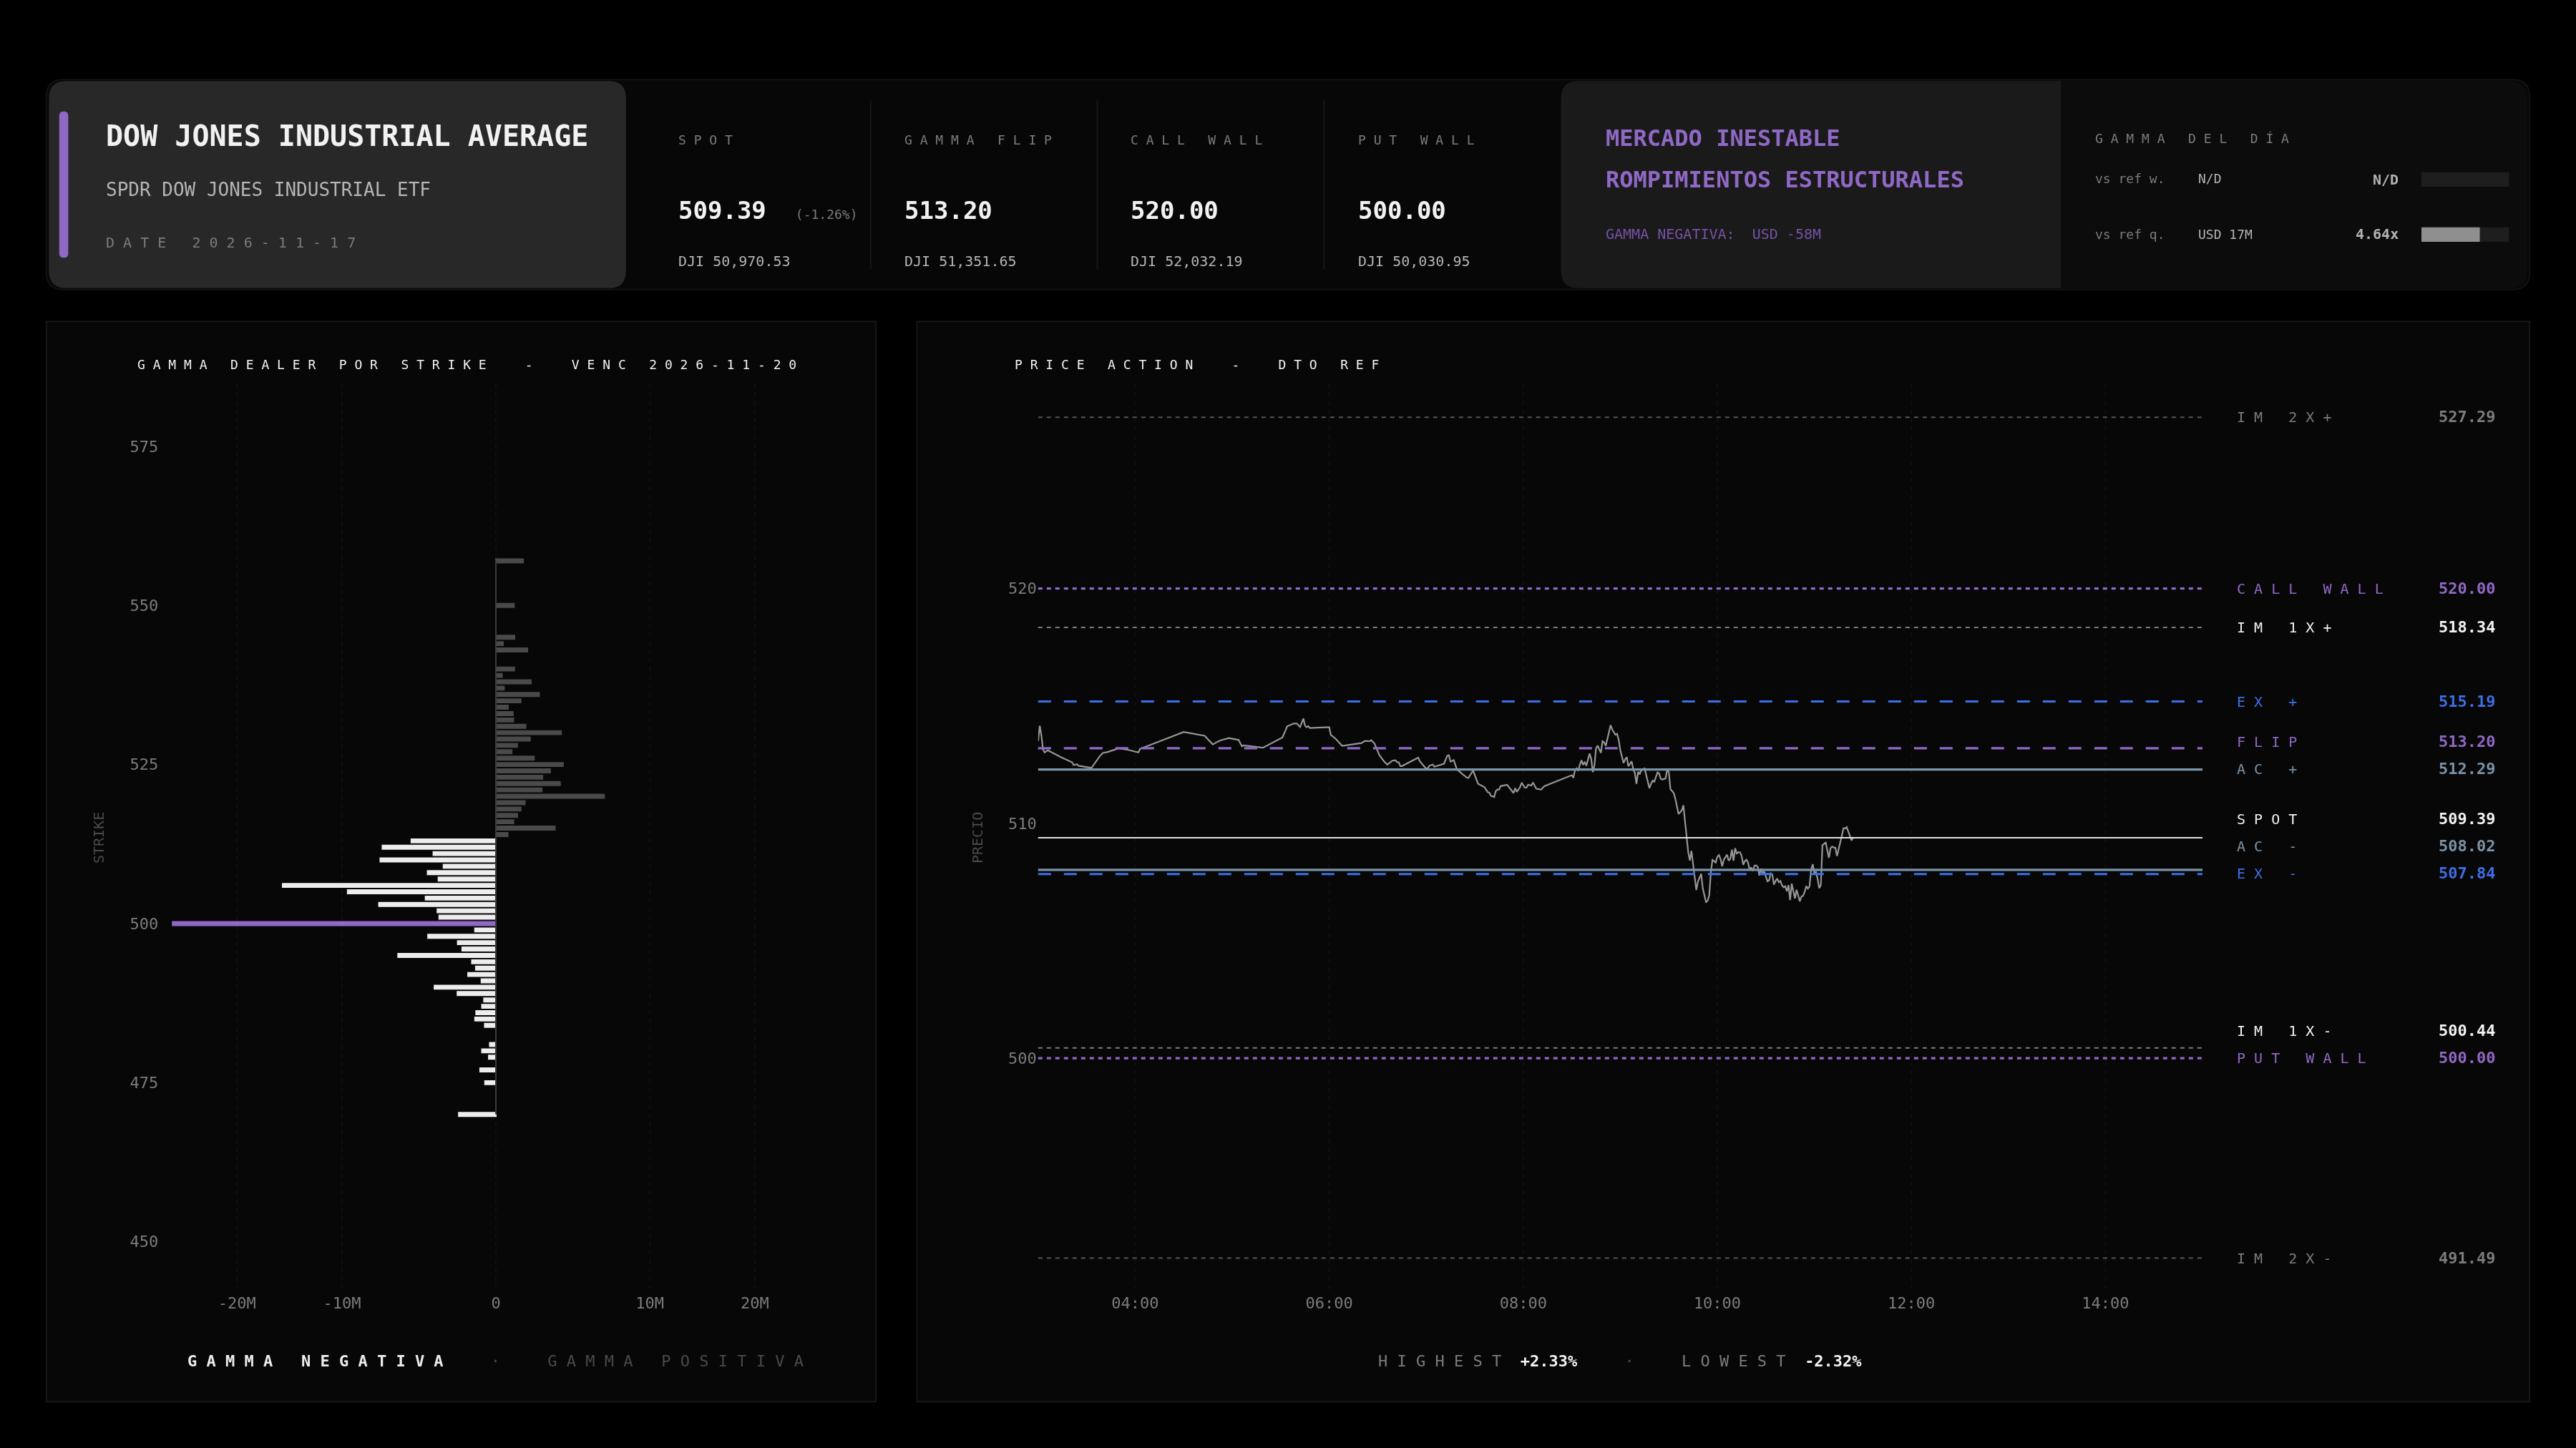 DOW JONES INDUSTRIAL AVERAGE
SPDR DOW JONES INDUSTRIAL ETF
DATE 2026-11-17
SPOT
509.39 (-1.26%)
DJI 50,970.53
GAMMA FLIP
513.20
DJI 51,351.65
CALL WALL
520.00
DJI 52,032.19
PUT WALL
500.00
DJI 50,030.95
MERCADO INESTABLE
ROMPIMIENTOS ESTRUCTURALES
GAMMA NEGATIVA: USD -58M
GAMMA DEL DÍA
vs ref w. N/D N/D
vs ref q. USD 17M 4.64x
GAMMA DEALER POR STRIKE - VENC 2026-11-20
575
550
525
500
475
450
STRIKE
-20M -10M 0 10M 20M
GAMMA NEGATIVA · GAMMA POSITIVA
PRICE ACTION - DTO REF
520
510
500
PRECIO
04:00 06:00 08:00 10:00 12:00 14:00
IM 2X+ 527.29
CALL WALL 520.00
IM 1X+ 518.34
EX + 515.19
FLIP 513.20
AC + 512.29
SPOT 509.39
AC - 508.02
EX - 507.84
IM 1X- 500.44
PUT WALL 500.00
IM 2X- 491.49
HIGHEST +2.33% · LOWEST -2.32%